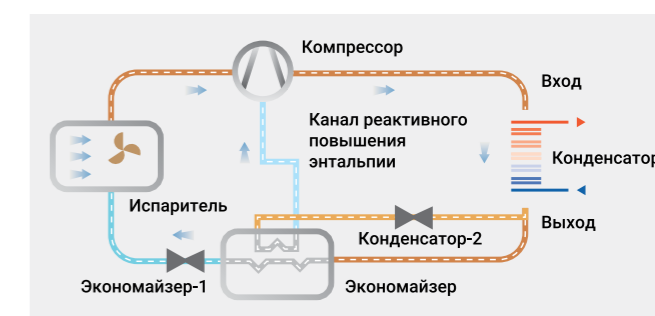 Компрессор
Вход
Канал реактивного
повышения
энтальпии
Конденсатор
Испаритель
Выход
Конденсатор-2
Экономайзер-1
Экономайзер